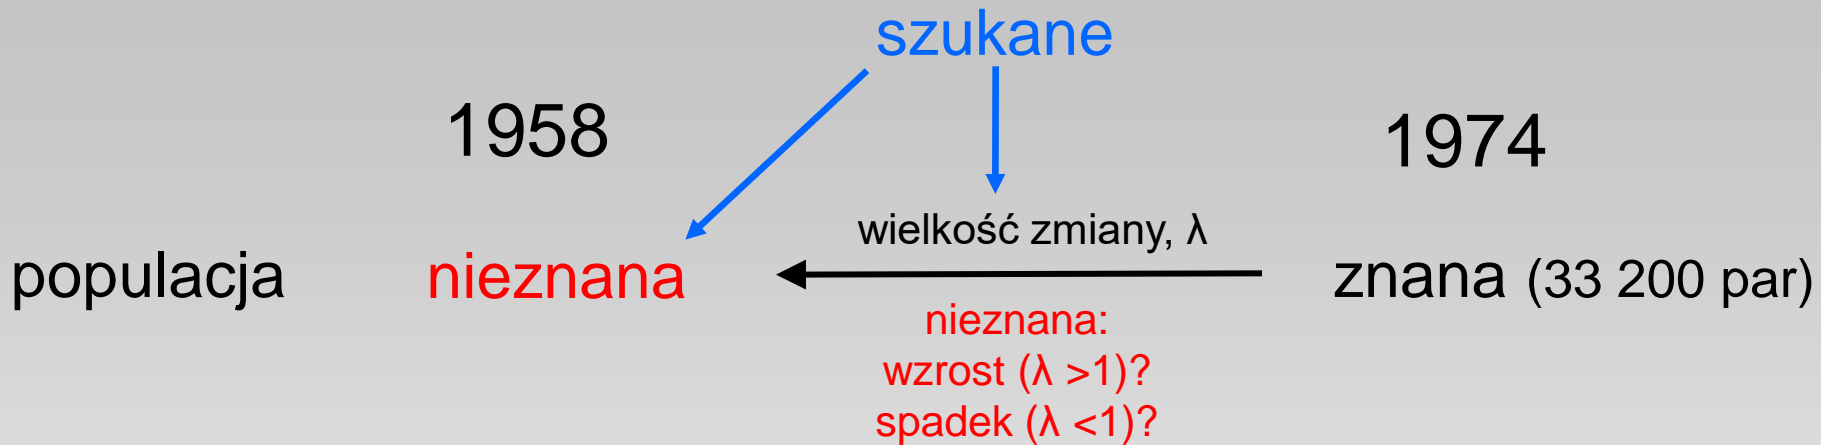 szukane
1958
1974
wielkość zmiany, λ
populacja nieznana znana (33 200 par)
nieznana:
wzrost (λ >1)?
spadek (λ <1)?